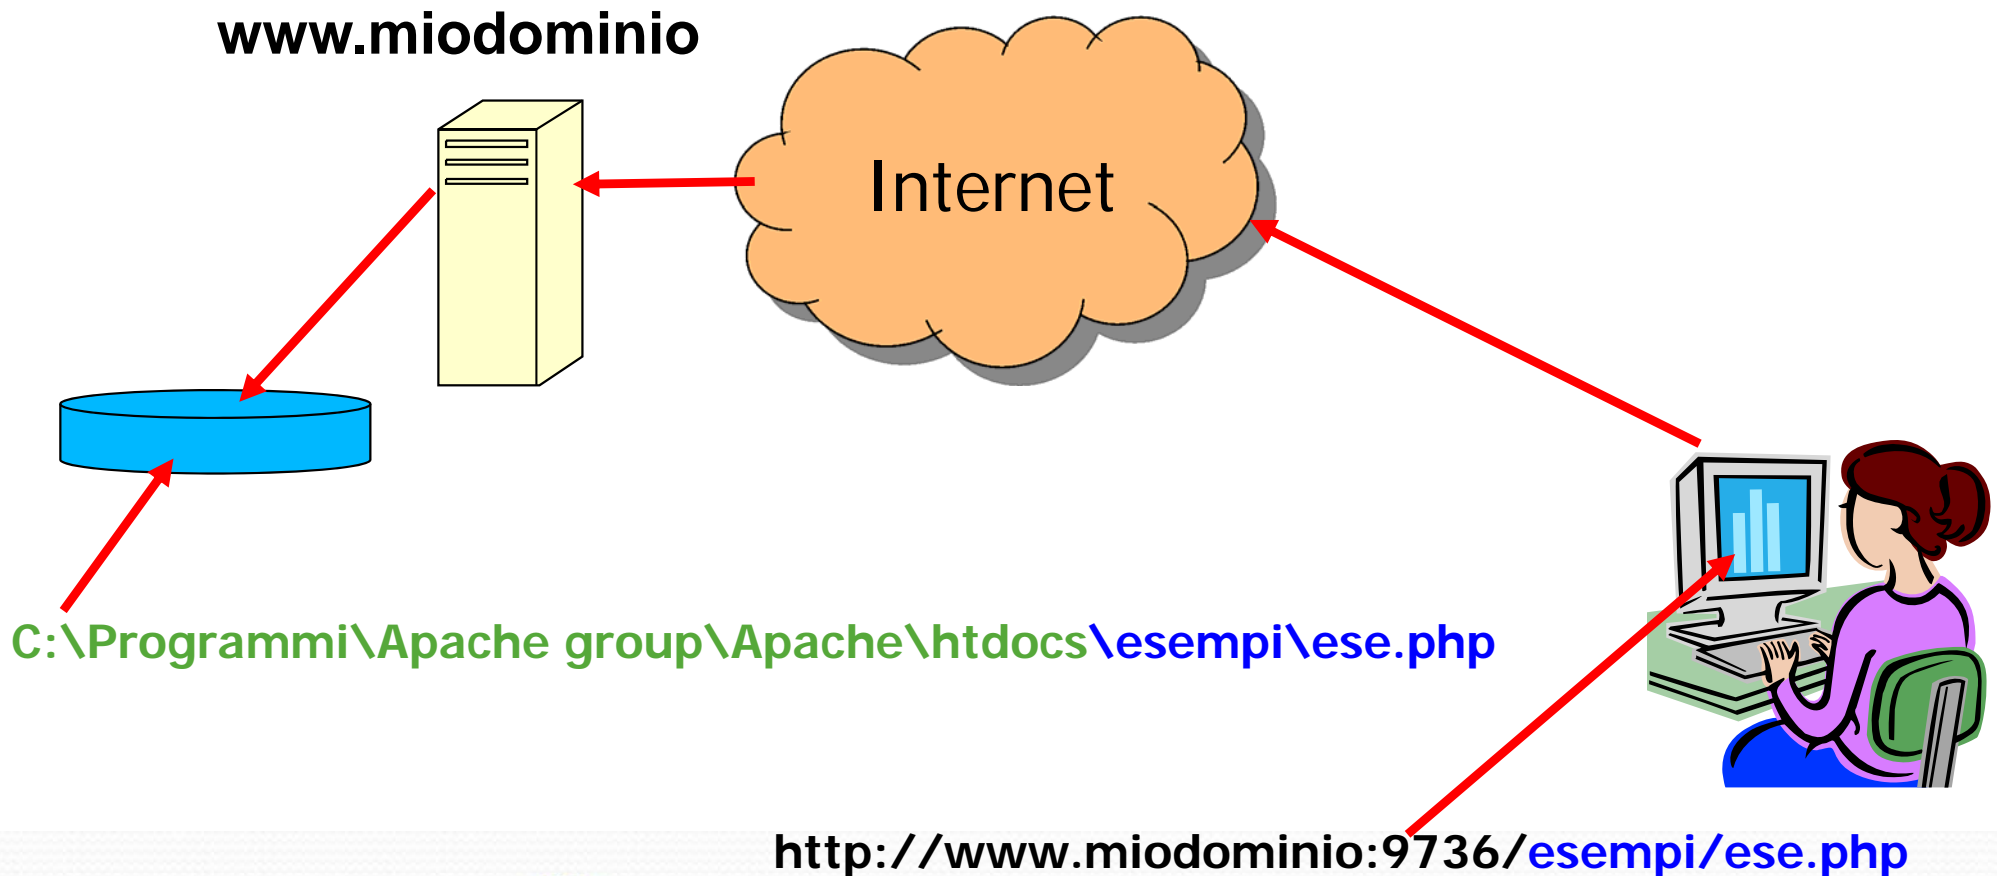 www.miodominio
Internet
C:\Programmi\Apache group\Apache\htdocs\esempi\ese.php
http://www.miodominio:9736/esempi/ese.php